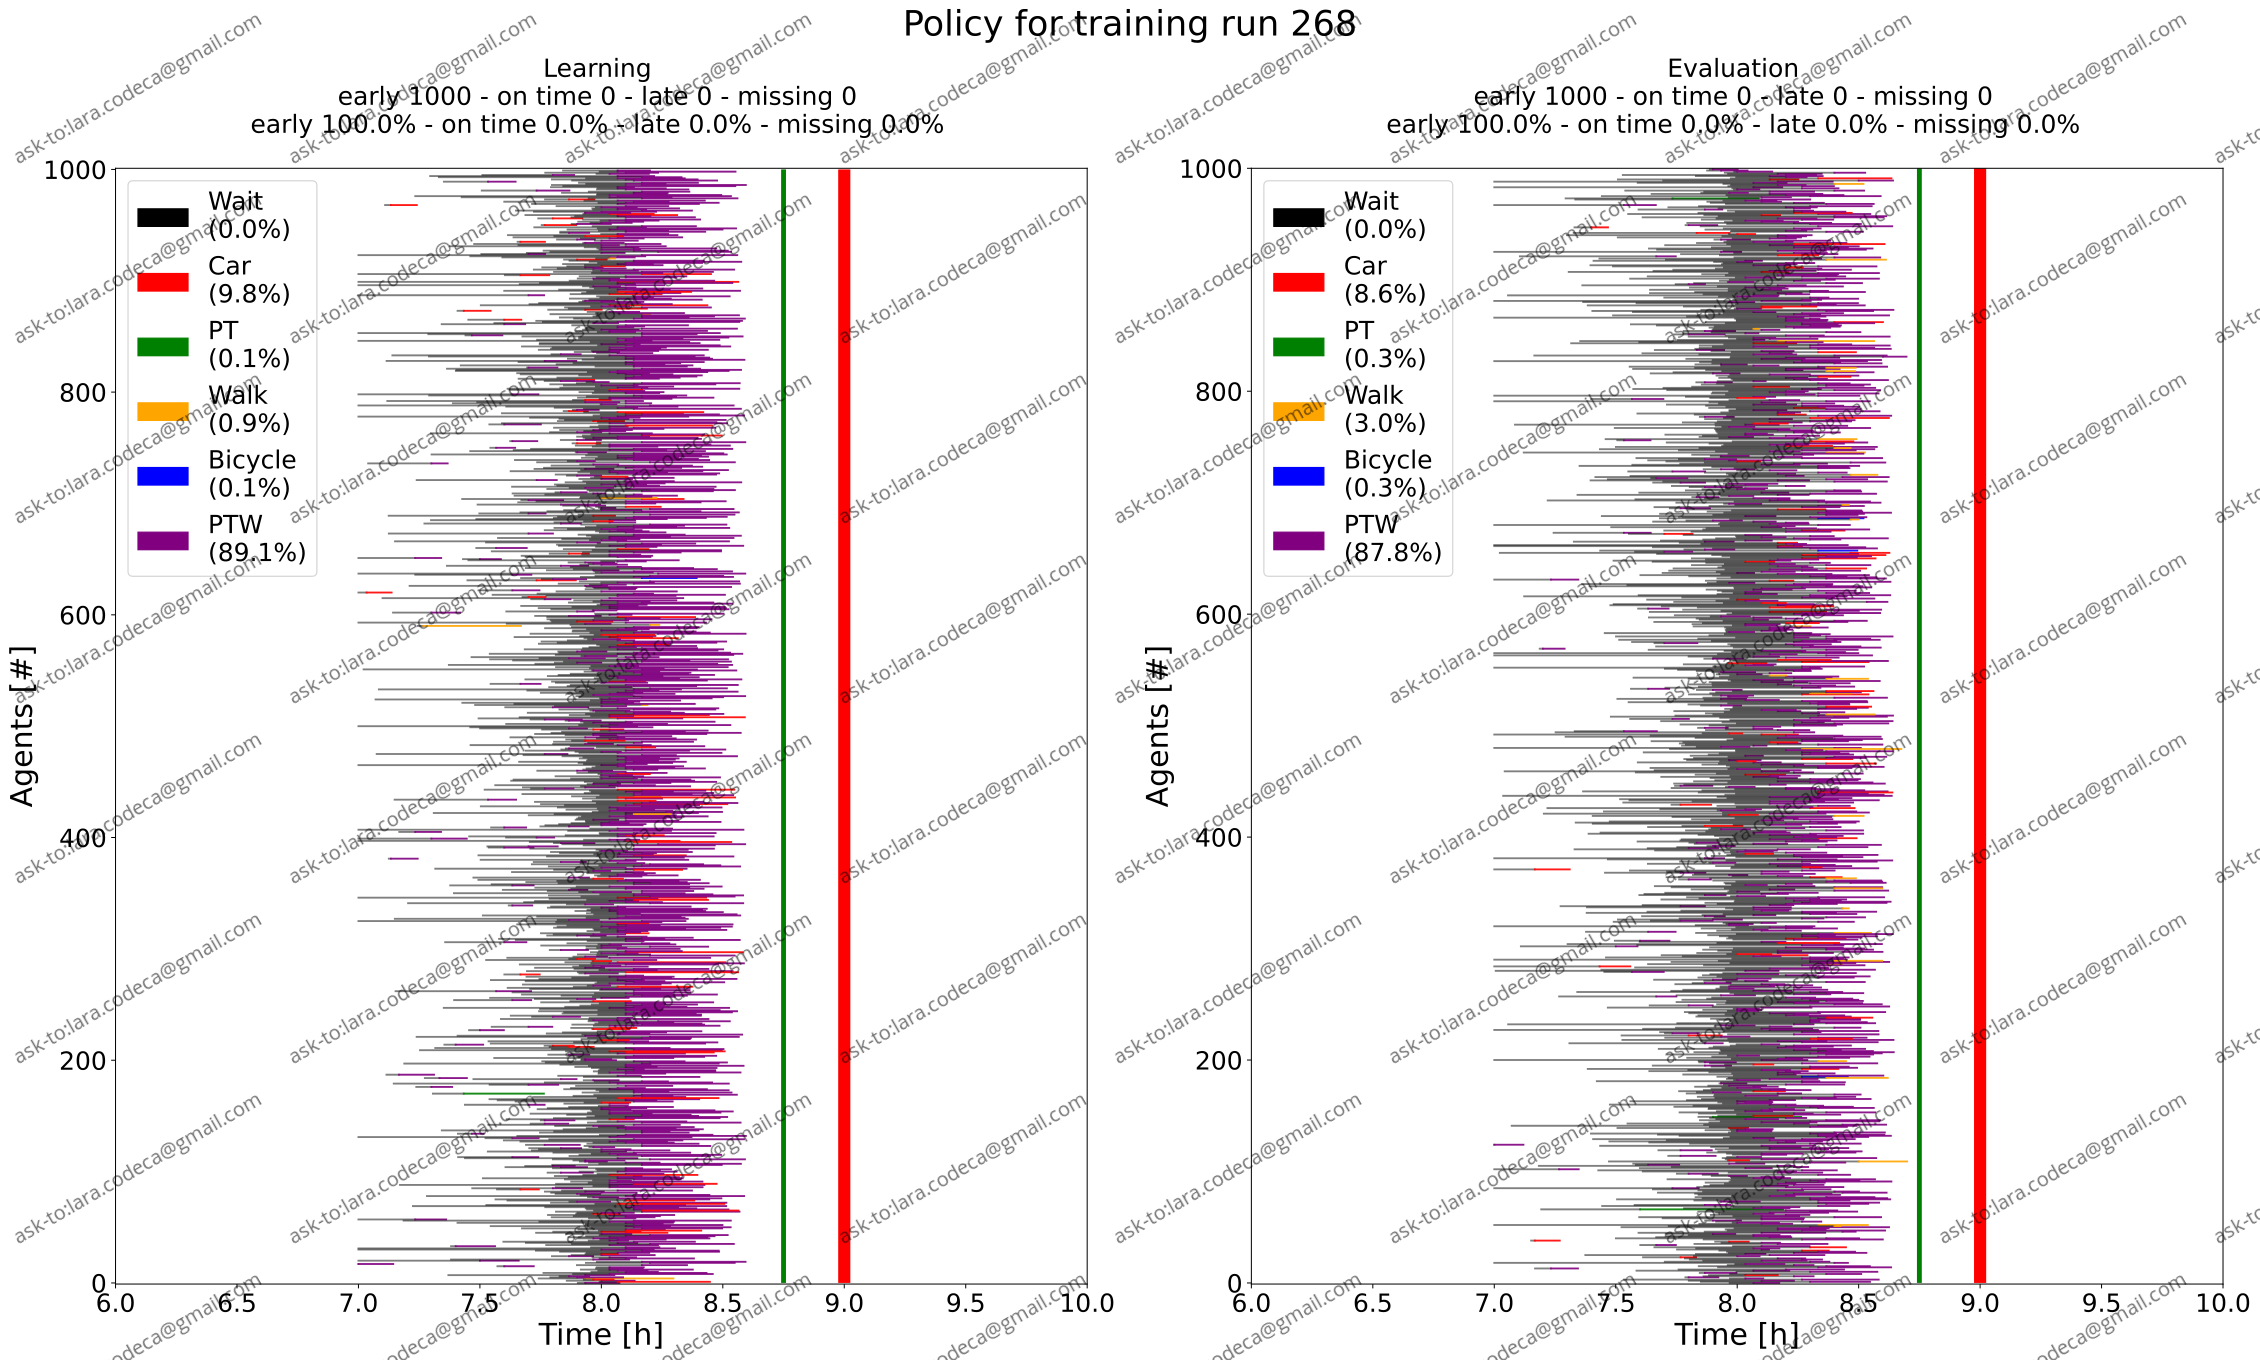 Policy for training run 268
Learning
early 1000 - on time 0 - late 0 - missing 0
early 100.0% - on time 0.0% - late 0.0% - missing 0.0%
Agents [#]
1000
800
600
400
200
0
Wait
(0.0%)
Car
(9.8%)
PT
(0.1%)
Walk
(0.9%)
Bicycle
(0.1%)
PTW
(89.1%)
6.0 6.5 7.0 7.5 8.0 8.5 9.0 9.5 10.0
Time [h]
Evaluation
early 1000 - on time 0 - late 0 - missing 0
early 100.0% - on time 0.0% - late 0.0% - missing 0.0%
Agents [#]
1000
800
600
400
200
0
Wait
(0.0%)
Car
(8.6%)
PT
(0.3%)
Walk
(3.0%)
Bicycle
(0.3%)
PTW
(87.8%)
6.0 6.5 7.0 7.5 8.0 8.5 9.0 9.5 10.0
Time [h]
ask-to:lara.codeca@gmail.com